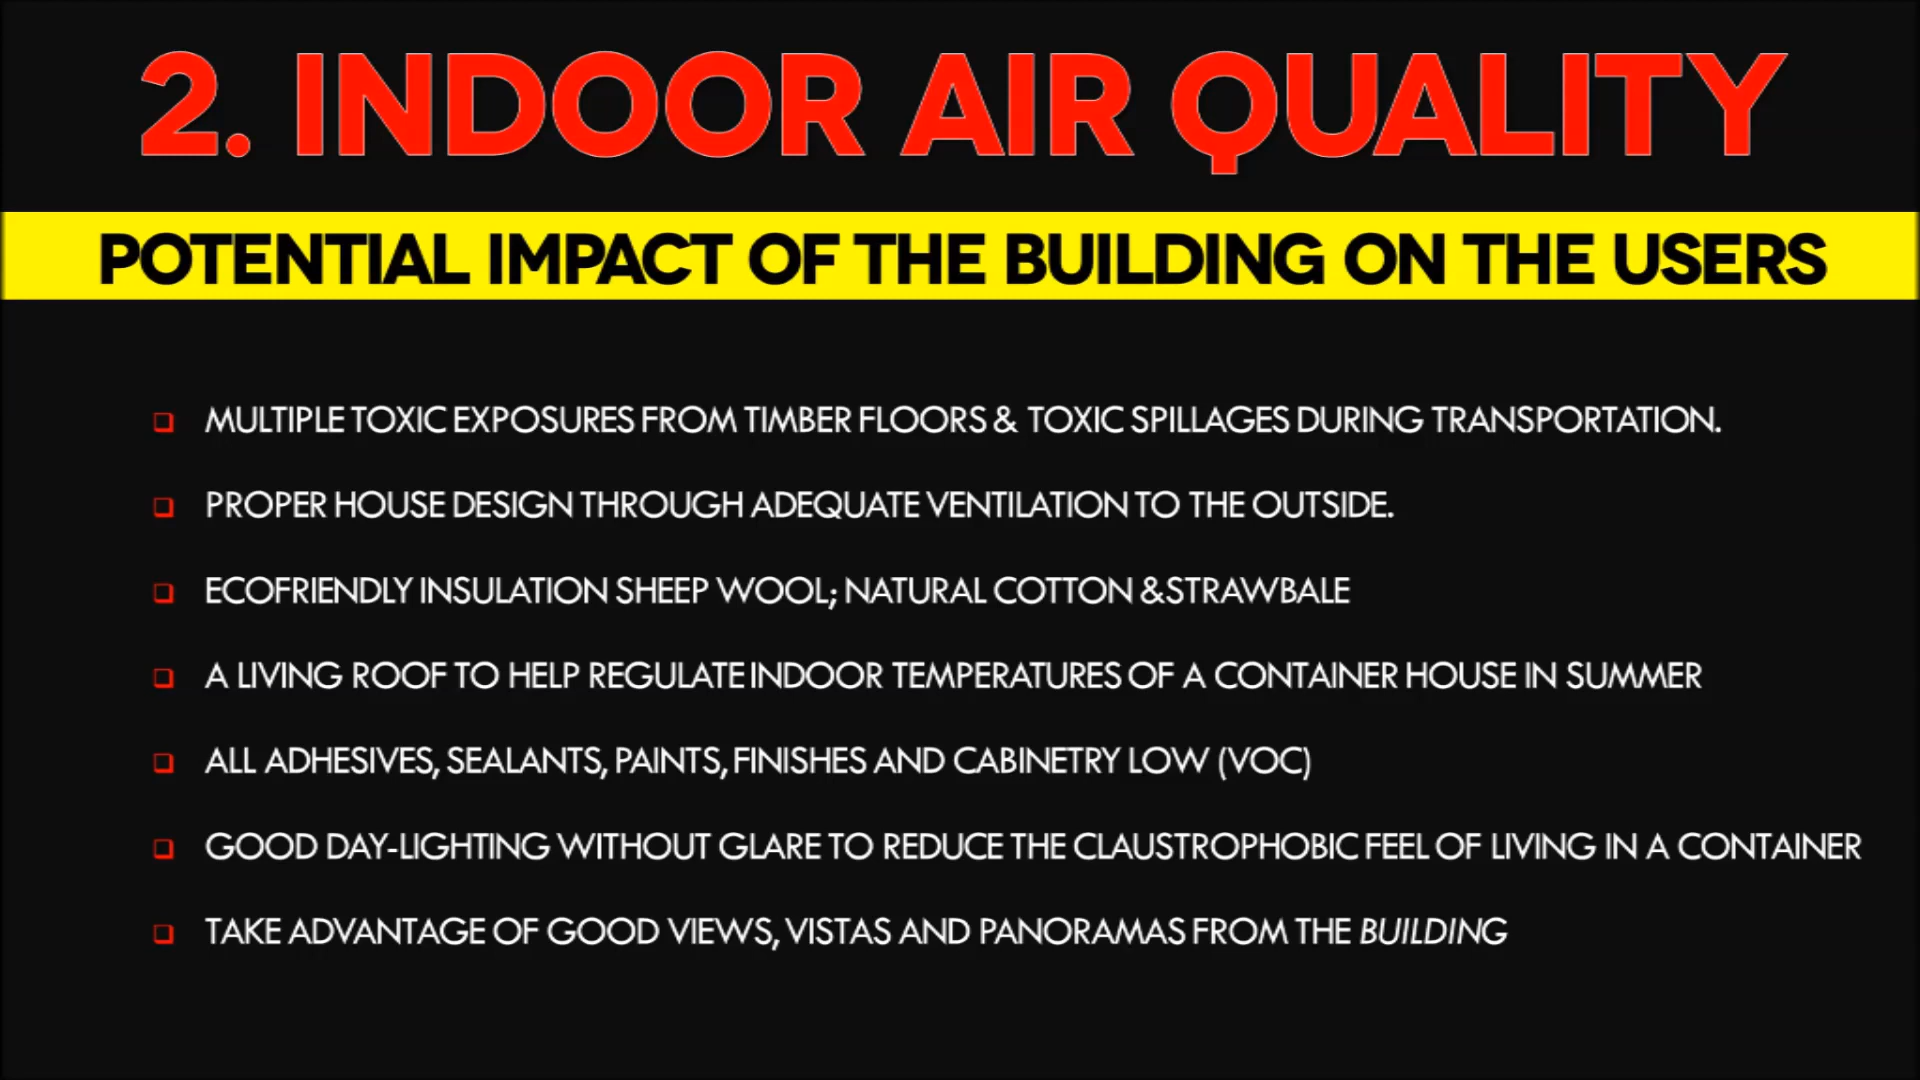 2. INDOOR AIR QUALITY
POTENTIAL IMPACT OF THE BUILDING ON THE USERS
MULTIPLE TOXIC EXPOSURES FROM TIMBER FLOORS & TOXIC SPILLAGES DURING TRANSPORTATION.
PROPER HOUSE DESIGN THROUGH ADEQUATE VENTILATION TO THE OUTSIDE.
ECOFRIENDLY INSULATION SHEEP WOOL; NATURAL COTTON &STRAWBALE
A LIVING ROOF TO HELP REGULATE INDOOR TEMPERATURES OF A CONTAINER HOUSE IN SUMMER
ALL ADHESIVES, SEALANTS, PAINTS, FINISHES AND CABINETRY LOW (VOC)
GOOD DAY-LIGHTING WITHOUT GLARE TO REDUCE THE CLAUSTROPHOBIC FEEL OF LIVING IN A CONTAINER
TAKE ADVANTAGE OF GOOD VIEWS, VISTAS AND PANORAMAS FROM THE BUILDING